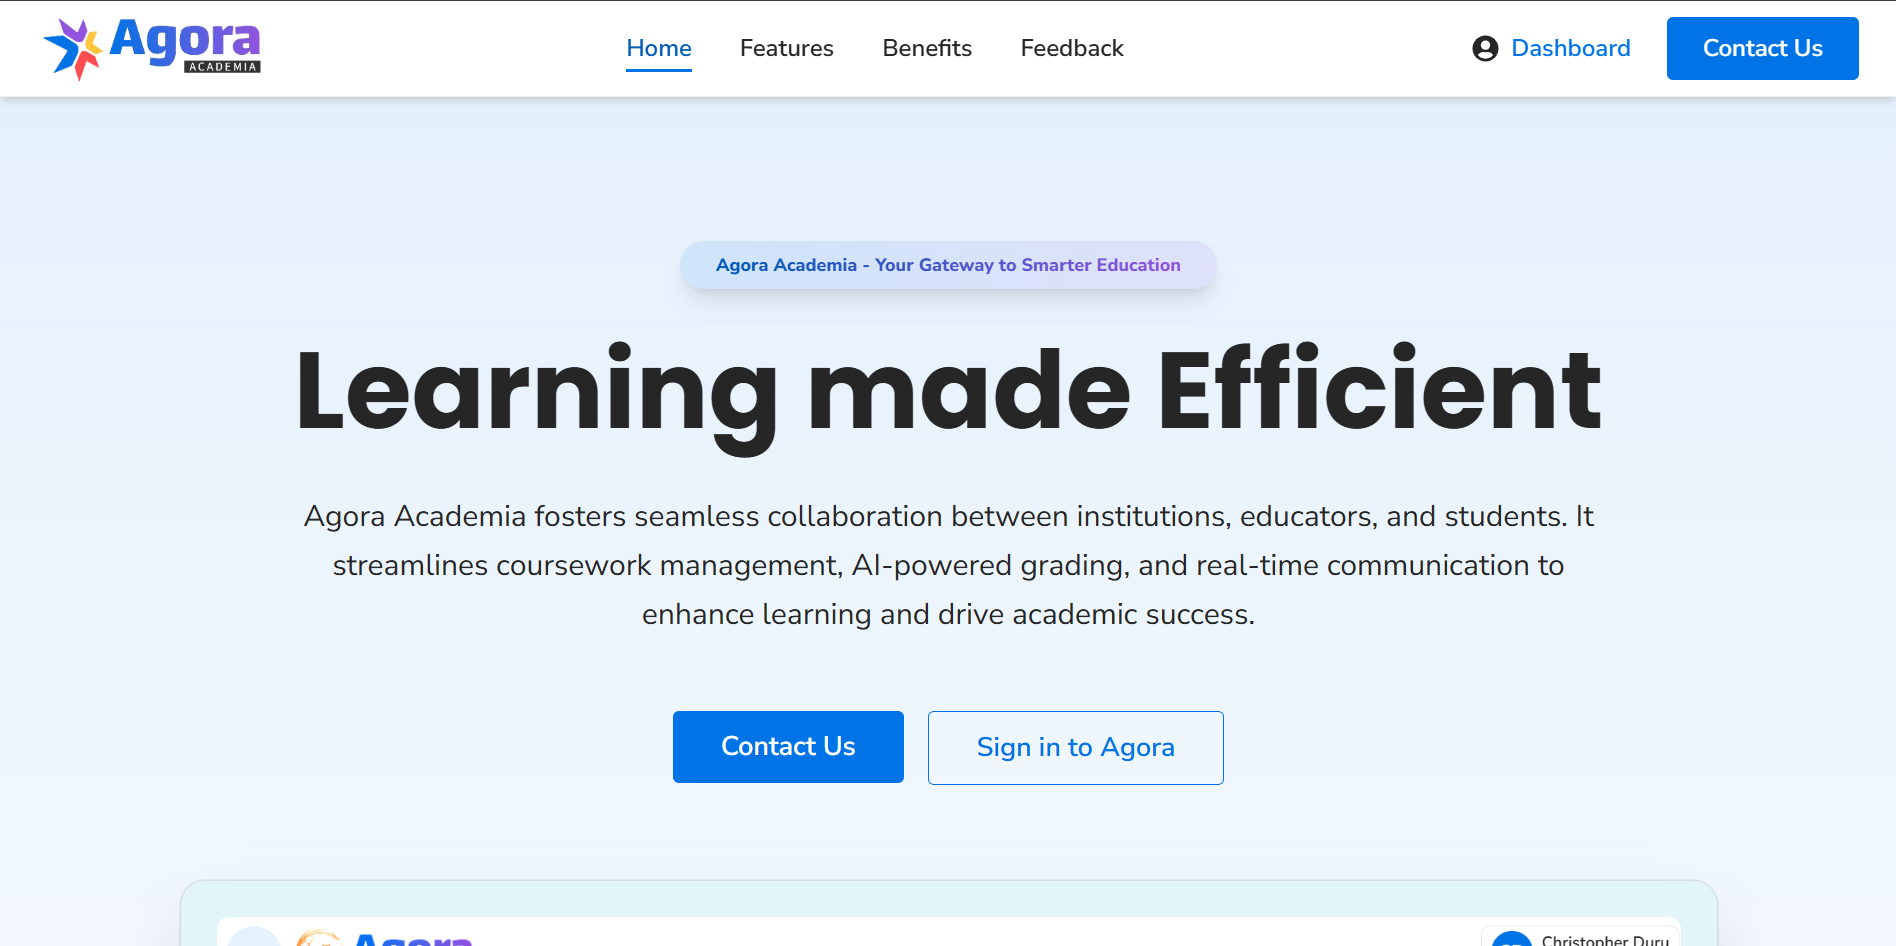 Agora
ACADEMIA
Home
Features
Benefits
Feedback
Dashboard
Contact Us
Agora Academia - Your Gateway to Smarter Education
Learning made Efficient
Agora Academia fosters seamless collaboration between institutions, educators, and students. It
streamlines coursework management, AI-powered grading, and real-time communication to
enhance learning and drive academic success.
Contact Us
Sign in to Agora
Agora
Christopher Duru